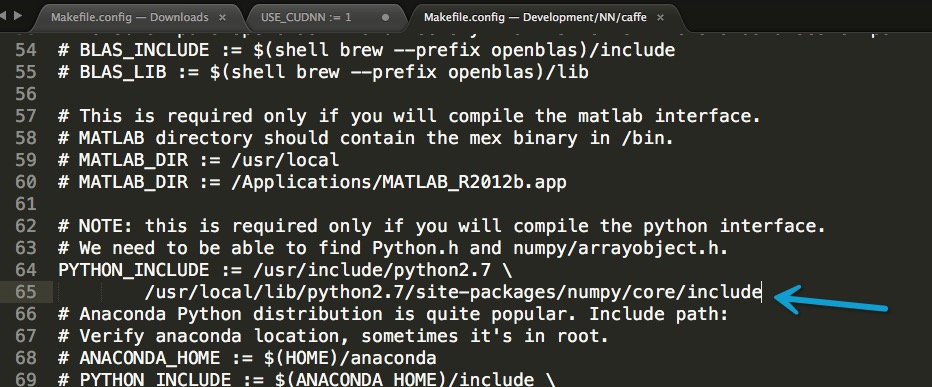 Makefile.config — Downloads ×
USE_CUDNN := 1
Makefile.config — Development/NN/caffe ×
54 # BLAS_INCLUDE := $(shell brew --prefix openblas)/include
55 # BLAS_LIB := $(shell brew --prefix openblas)/lib
56
57 # This is required only if you will compile the matlab interface.
58 # MATLAB directory should contain the mex binary in /bin.
59 # MATLAB_DIR := /usr/local
60 # MATLAB_DIR := /Applications/MATLAB_R2012b.app
61
62 # NOTE: this is required only if you will compile the python interface.
63 # We need to be able to find Python.h and numpy/arrayobject.h.
64 PYTHON_INCLUDE := /usr/include/python2.7 \
65 /usr/local/lib/python2.7/site-packages/numpy/core/include
66 # Anaconda Python distribution is quite popular. Include path:
67 # Verify anaconda location, sometimes it's in root.
68 # ANACONDA_HOME := $(HOME)/anaconda
69 # PYTHON_INCLUDE := $(ANACONDA_HOME)/include \